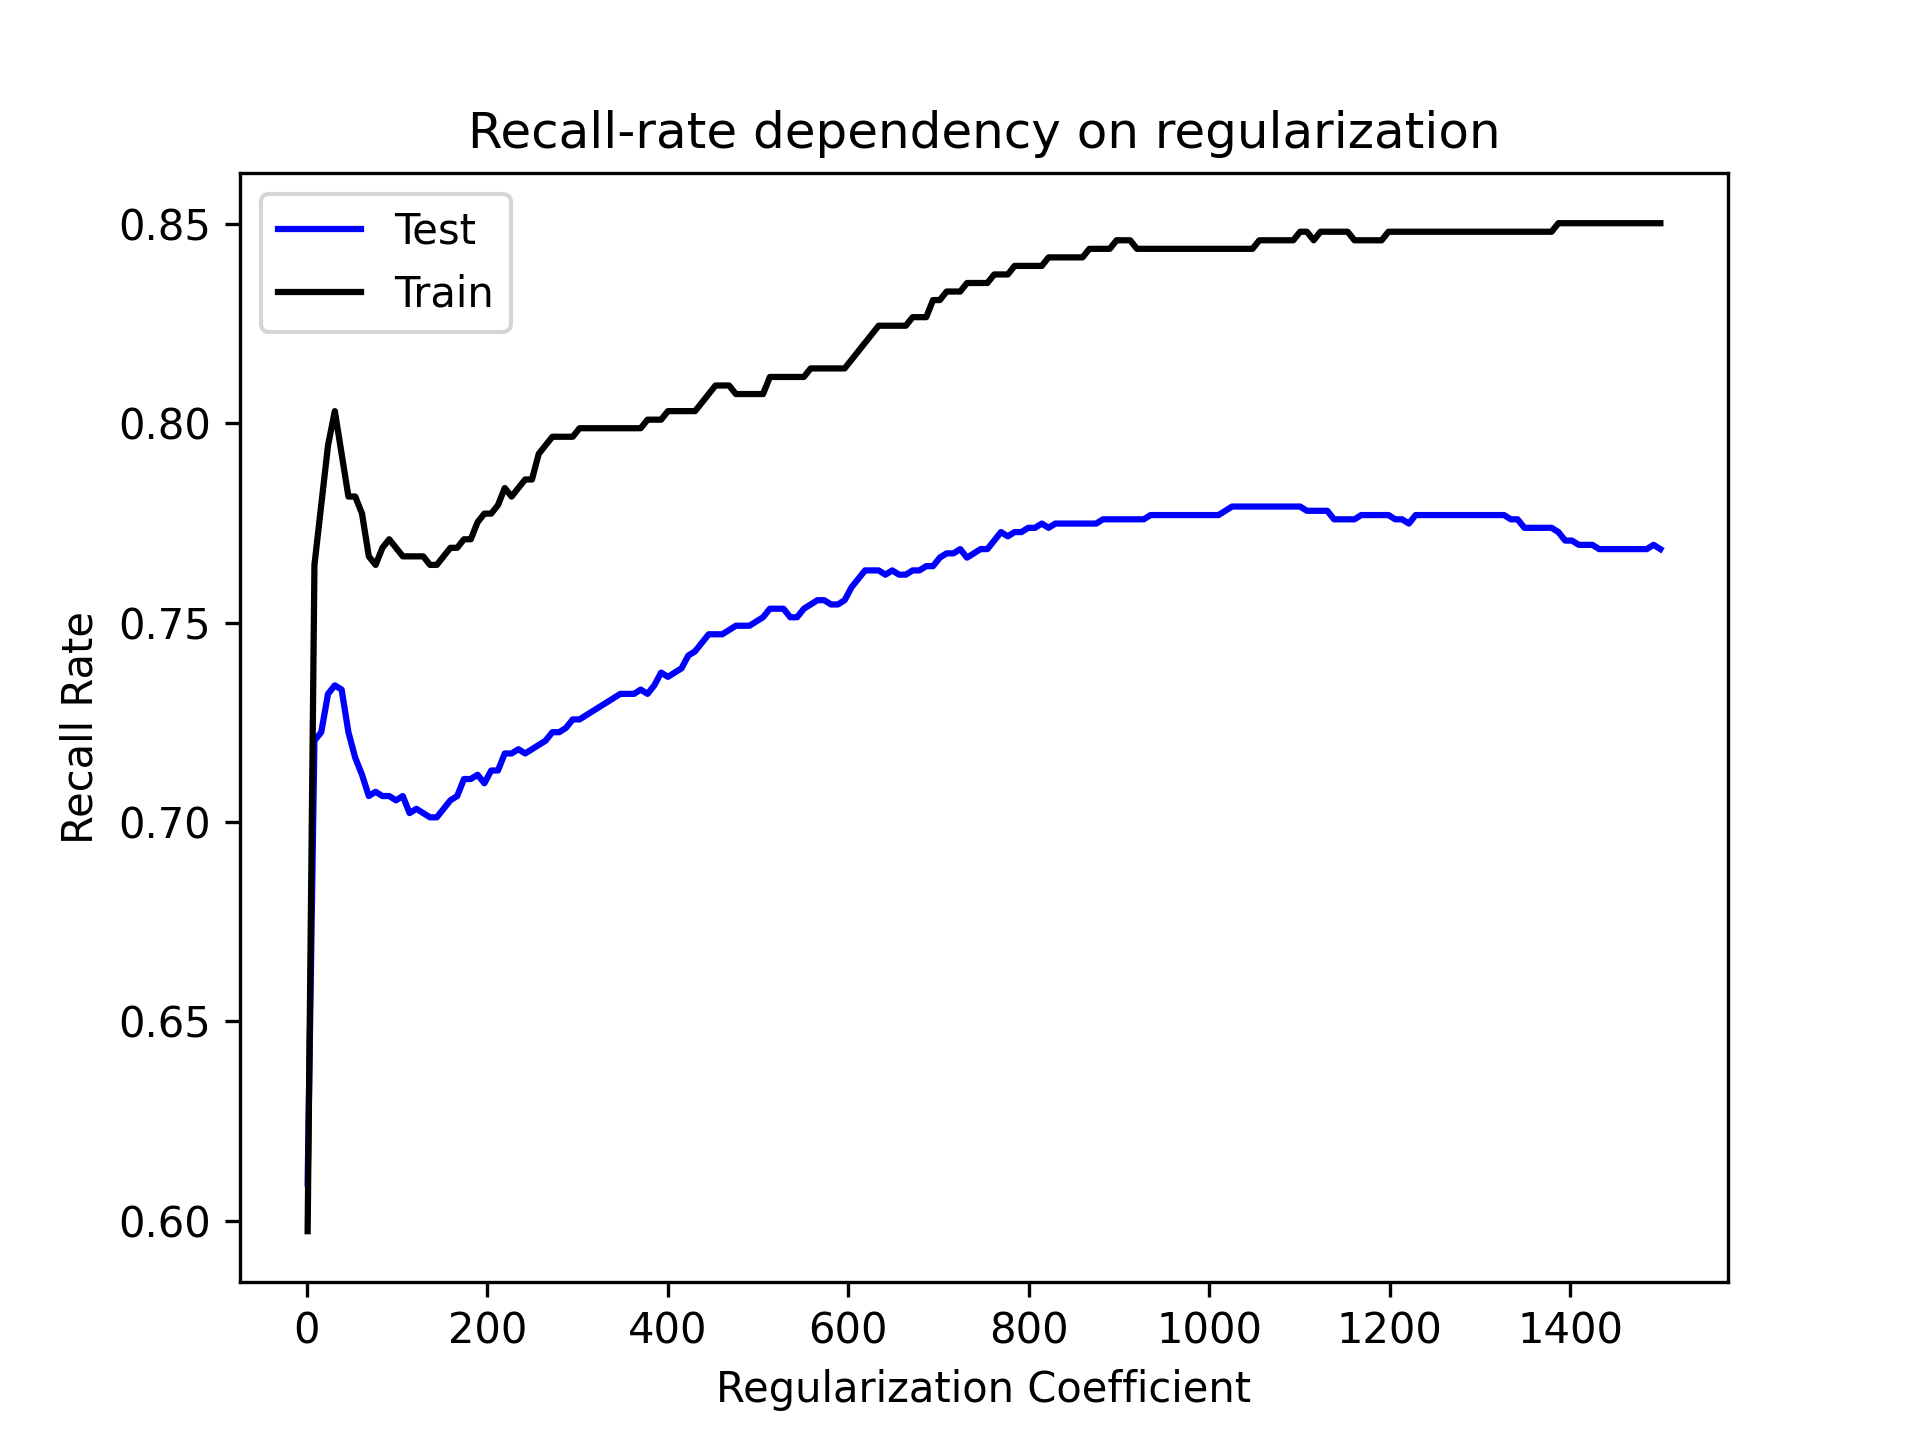 Recall-rate dependency on regularization
Test
Train
0.85
0.80
0.75
0.70
0.65
0.60
Recall Rate
0 200 400 600 800 1000 1200 1400
Regularization Coefficient